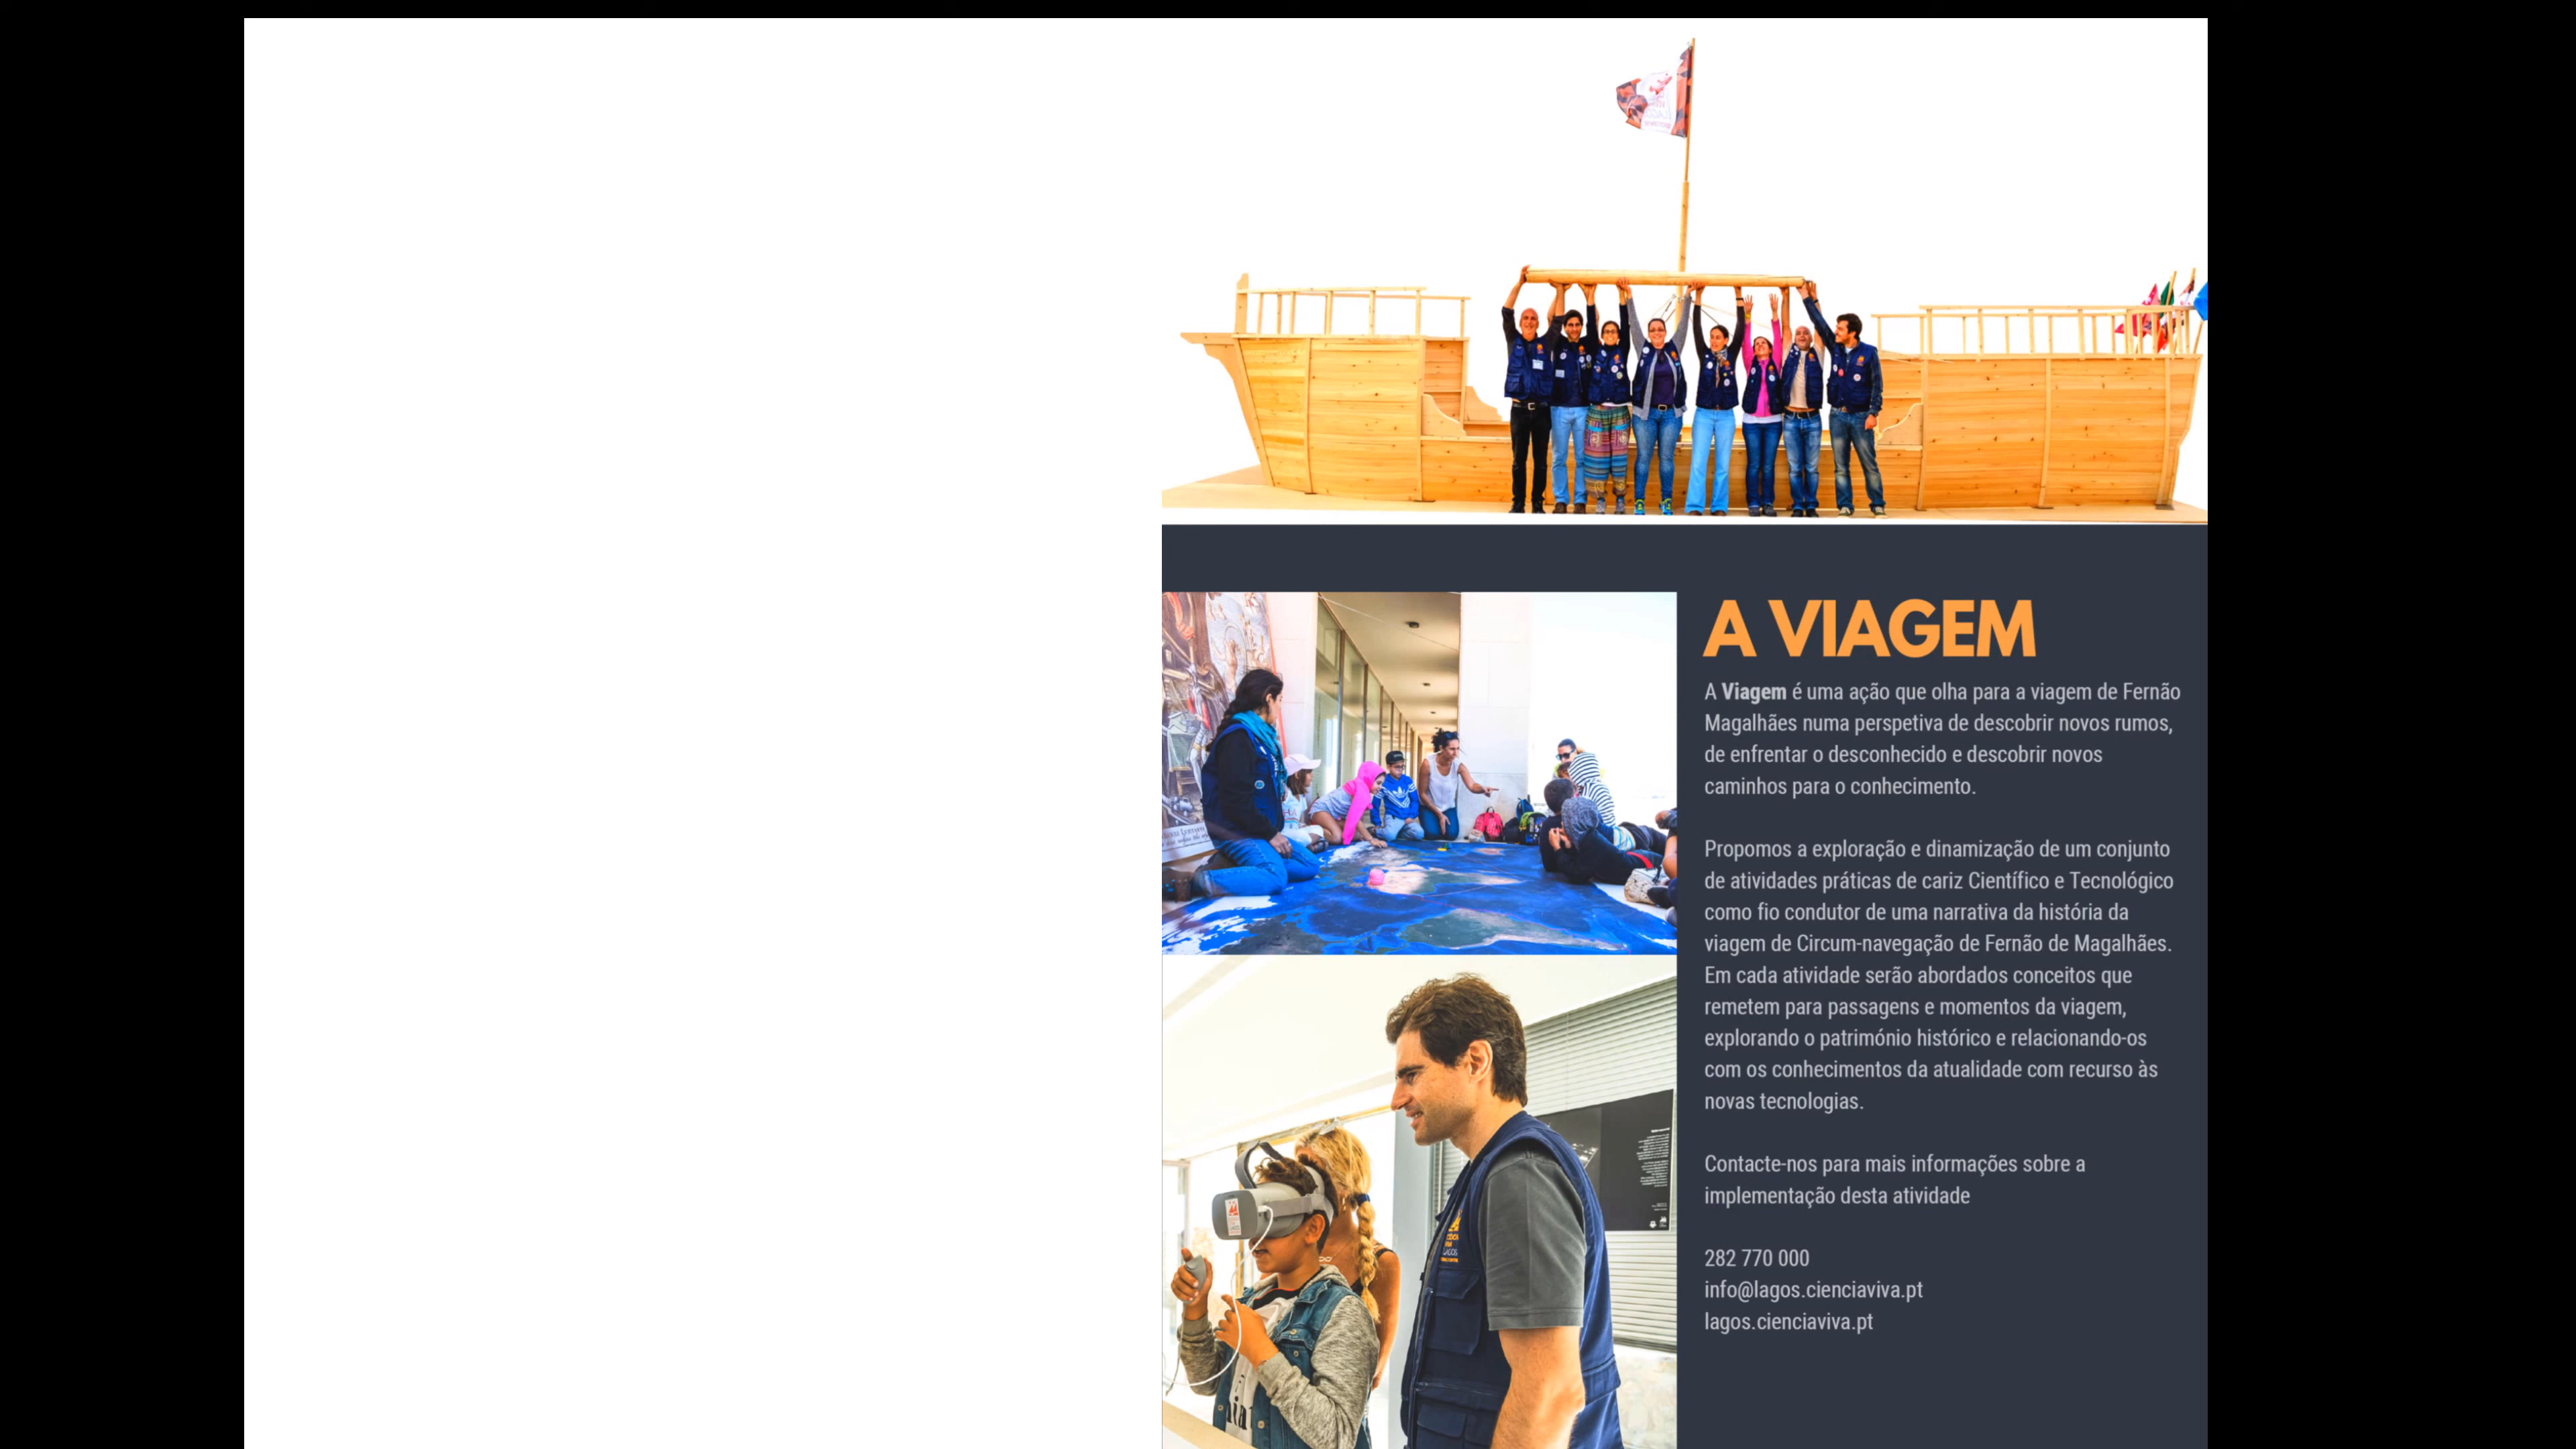 A VIAGEM
A Viagem é uma ação que olha para a viagem de Fernão
Magalhães numa perspetiva de descobrir novos rumos,
de enfrentar o desconhecido e descobrir novos
caminhos para o conhecimento.
Propomos a exploração e dinamização de um conjunto
de atividades práticas de cariz Científico e Tecnológico
como fio condutor de uma narrativa da história da
viagem de Circum-navegação de Fernão de Magalhães.
Em cada atividade serão abordados conceitos que
remetem para passagens e momentos da viagem,
explorando o património histórico e relacionando-os
com os conhecimentos da atualidade com recurso às
novas tecnologias.
Contacte-nos para mais informações sobre a
implementação desta atividade
282 770 000
info@lagos.cienciaviva.pt
lagos.cienciaviva.pt